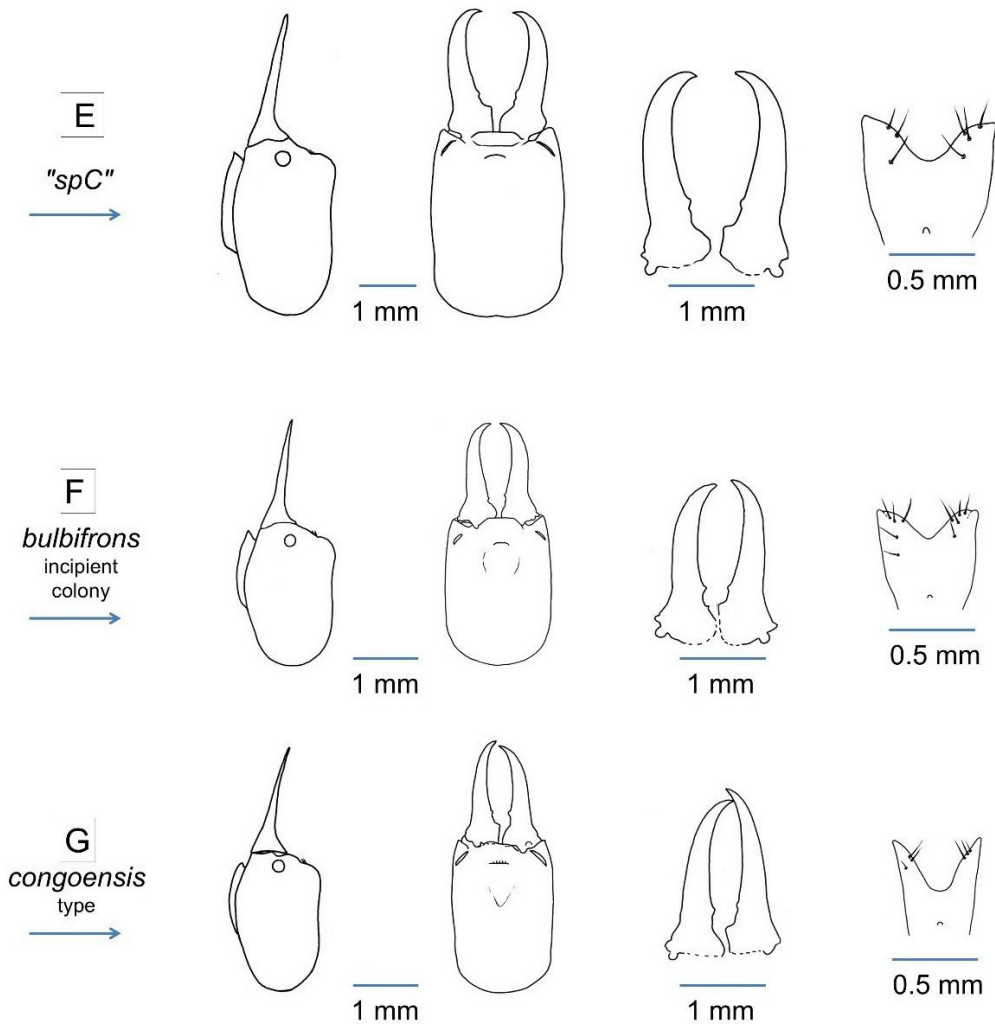 E
"spC"
1 mm
1 mm
0.5 mm
F
bulbifrons
incipient
colony
1 mm
1 mm
0.5 mm
G
congoensis
type
1 mm
1 mm
0.5 mm